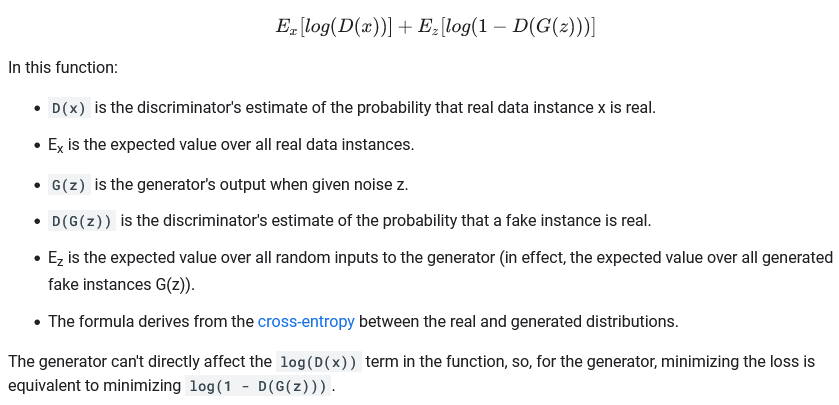 Eₓ[log(D(x))] + E_z[log(1 − D(G(z)))]
In this function:
• D(x) is the discriminator's estimate of the probability that real data instance x is real.
• Eₓ is the expected value over all real data instances.
• G(z) is the generator's output when given noise z.
• D(G(z)) is the discriminator's estimate of the probability that a fake instance is real.
• E_z is the expected value over all random inputs to the generator (in effect, the expected value over all generated
fake instances G(z)).
• The formula derives from the cross-entropy between the real and generated distributions.
The generator can't directly affect the log(D(x)) term in the function, so, for the generator, minimizing the loss is
equivalent to minimizing log(1 - D(G(z))).